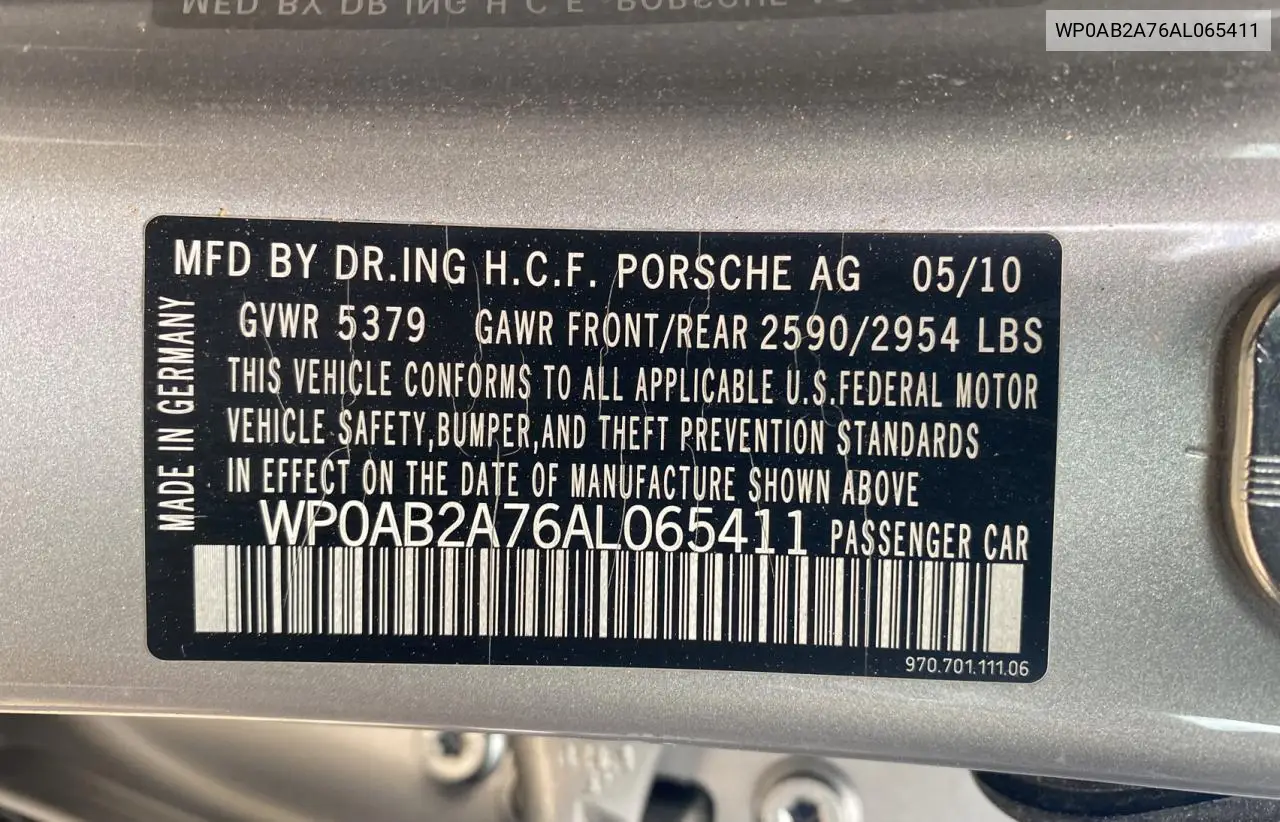 WP0AB2A76AL065411
MFD BY DR.ING H.C.F. PORSCHE AG 05/10
GVWR 5379 GAWR FRONT/REAR 2590/2954 LBS
THIS VEHICLE CONFORMS TO ALL APPLICABLE U.S.FEDERAL MOTOR
VEHICLE SAFETY,BUMPER,AND THEFT PREVENTION STANDARDS
IN EFFECT ON THE DATE OF MANUFACTURE SHOWN ABOVE
WP0AB2A76AL065411 PASSENGER CAR
970.701.111.06
MADE IN GERMANY